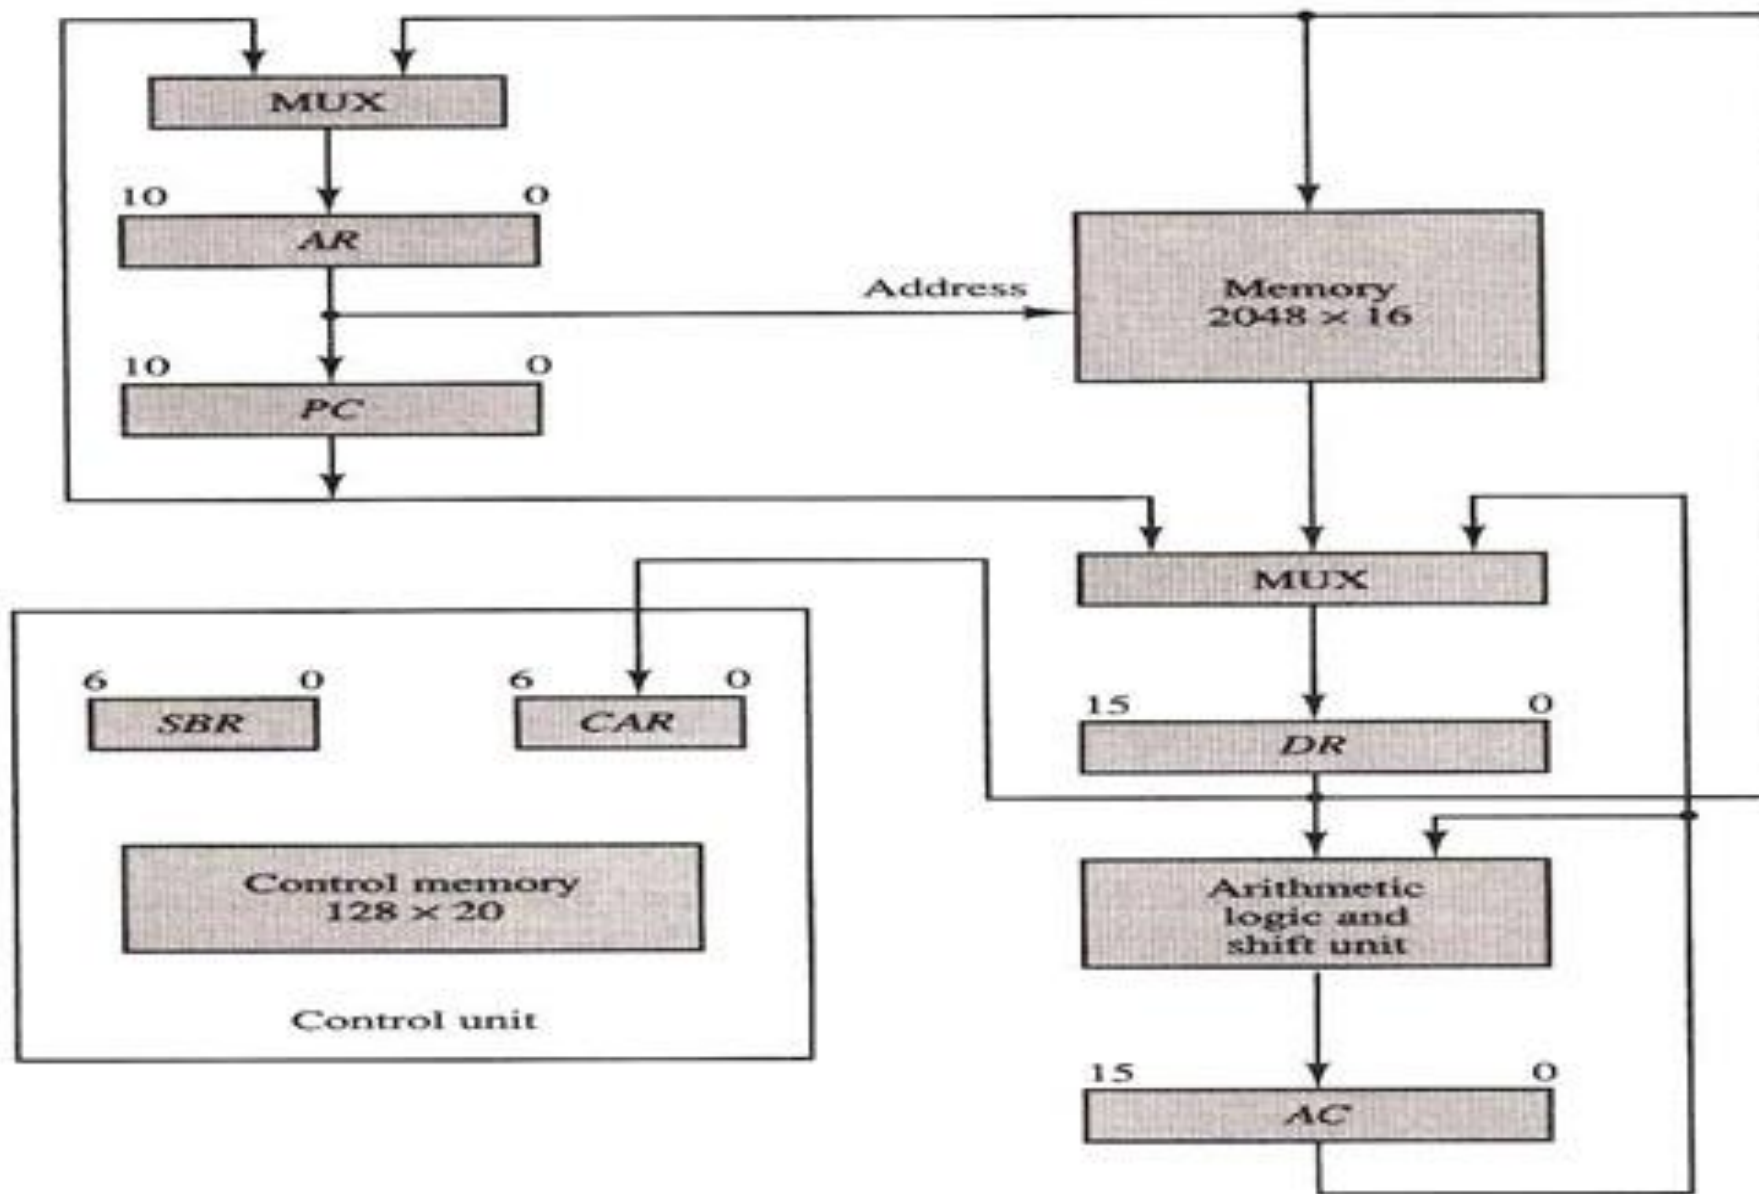 MUX
10 0
AR
Address
Memory
2048 × 16
10 0
PC
MUX
6 0
SBR
6 0
CAR
15 0
DR
Control memory
128 × 20
Arithmetic
logic and
shift unit
Control unit
15 0
AC